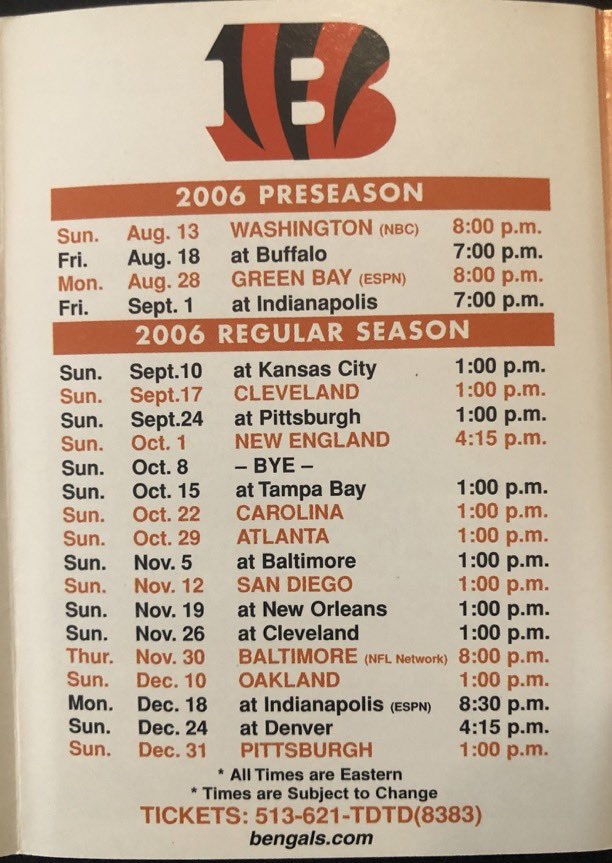 B
2006 PRESEASON
Sun. Aug. 13 WASHINGTON (NBC) 8:00 p.m.
Fri. Aug. 18 at Buffalo 7:00 p.m.
Mon. Aug. 28 GREEN BAY (ESPN) 8:00 p.m.
Fri. Sept. 1 at Indianapolis 7:00 p.m.
2006 REGULAR SEASON
Sun. Sept.10 at Kansas City 1:00 p.m.
Sun. Sept.17 CLEVELAND 1:00 p.m.
Sun. Sept.24 at Pittsburgh 1:00 p.m.
Sun. Oct. 1 NEW ENGLAND 4:15 p.m.
Sun. Oct. 8 – BYE –
Sun. Oct. 15 at Tampa Bay 1:00 p.m.
Sun. Oct. 22 CAROLINA 1:00 p.m.
Sun. Oct. 29 ATLANTA 1:00 p.m.
Sun. Nov. 5 at Baltimore 1:00 p.m.
Sun. Nov. 12 SAN DIEGO 1:00 p.m.
Sun. Nov. 19 at New Orleans 1:00 p.m.
Sun. Nov. 26 at Cleveland 1:00 p.m.
Thur. Nov. 30 BALTIMORE (NFL Network) 8:00 p.m.
Sun. Dec. 10 OAKLAND 1:00 p.m.
Mon. Dec. 18 at Indianapolis (ESPN) 8:30 p.m.
Sun. Dec. 24 at Denver 4:15 p.m.
Sun. Dec. 31 PITTSBURGH 1:00 p.m.
* All Times are Eastern
* Times are Subject to Change
TICKETS: 513-621-TDTD(8383)
bengals.com